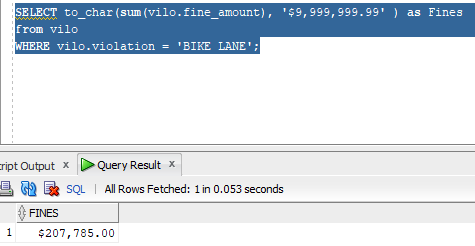 SELECT to_char(sum(vilo.fine_amount), '$9,999,999.99' ) as Fines
from vilo
WHERE vilo.violation = 'BIKE LANE';
ript Output x Query Result x
SQL | All Rows Fetched: 1 in 0.053 seconds
FINES
1 $207,785.00